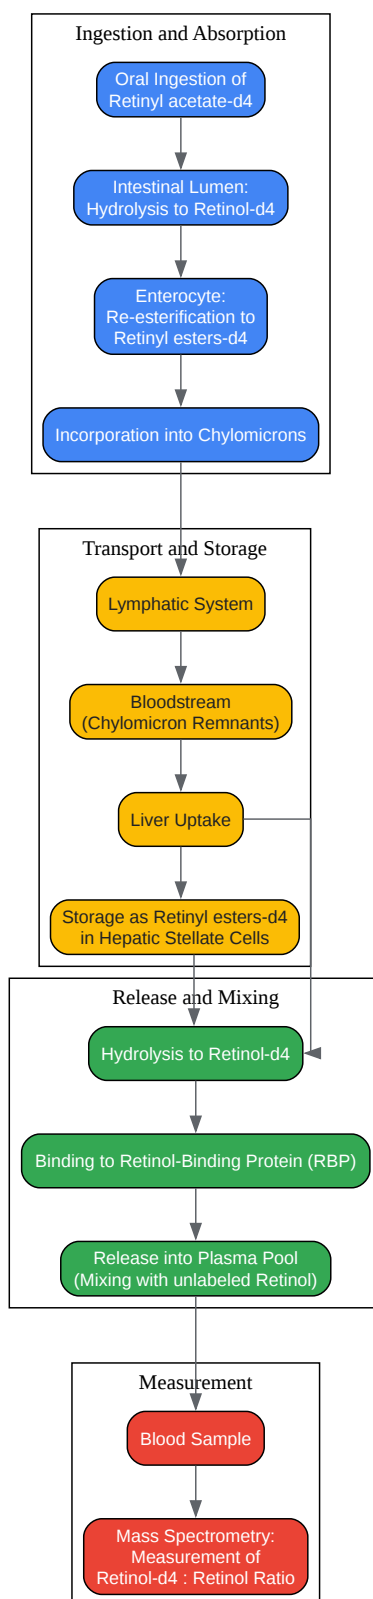 Ingestion and Absorption
Oral Ingestion of
Retinyl acetate-d4
Intestinal Lumen:
Hydrolysis to Retinol-d4
Enterocyte:
Re-esterification to
Retinyl esters-d4
Incorporation into Chylomicrons
Transport and Storage
Lymphatic System
Bloodstream
(Chylomicron Remnants)
Liver Uptake
Storage as Retinyl esters-d4
in Hepatic Stellate Cells
Release and Mixing
Hydrolysis to Retinol-d4
Binding to Retinol-Binding Protein (RBP)
Release into Plasma Pool
(Mixing with unlabeled Retinol)
Measurement
Blood Sample
Mass Spectrometry:
Measurement of
Retinol-d4 : Retinol Ratio